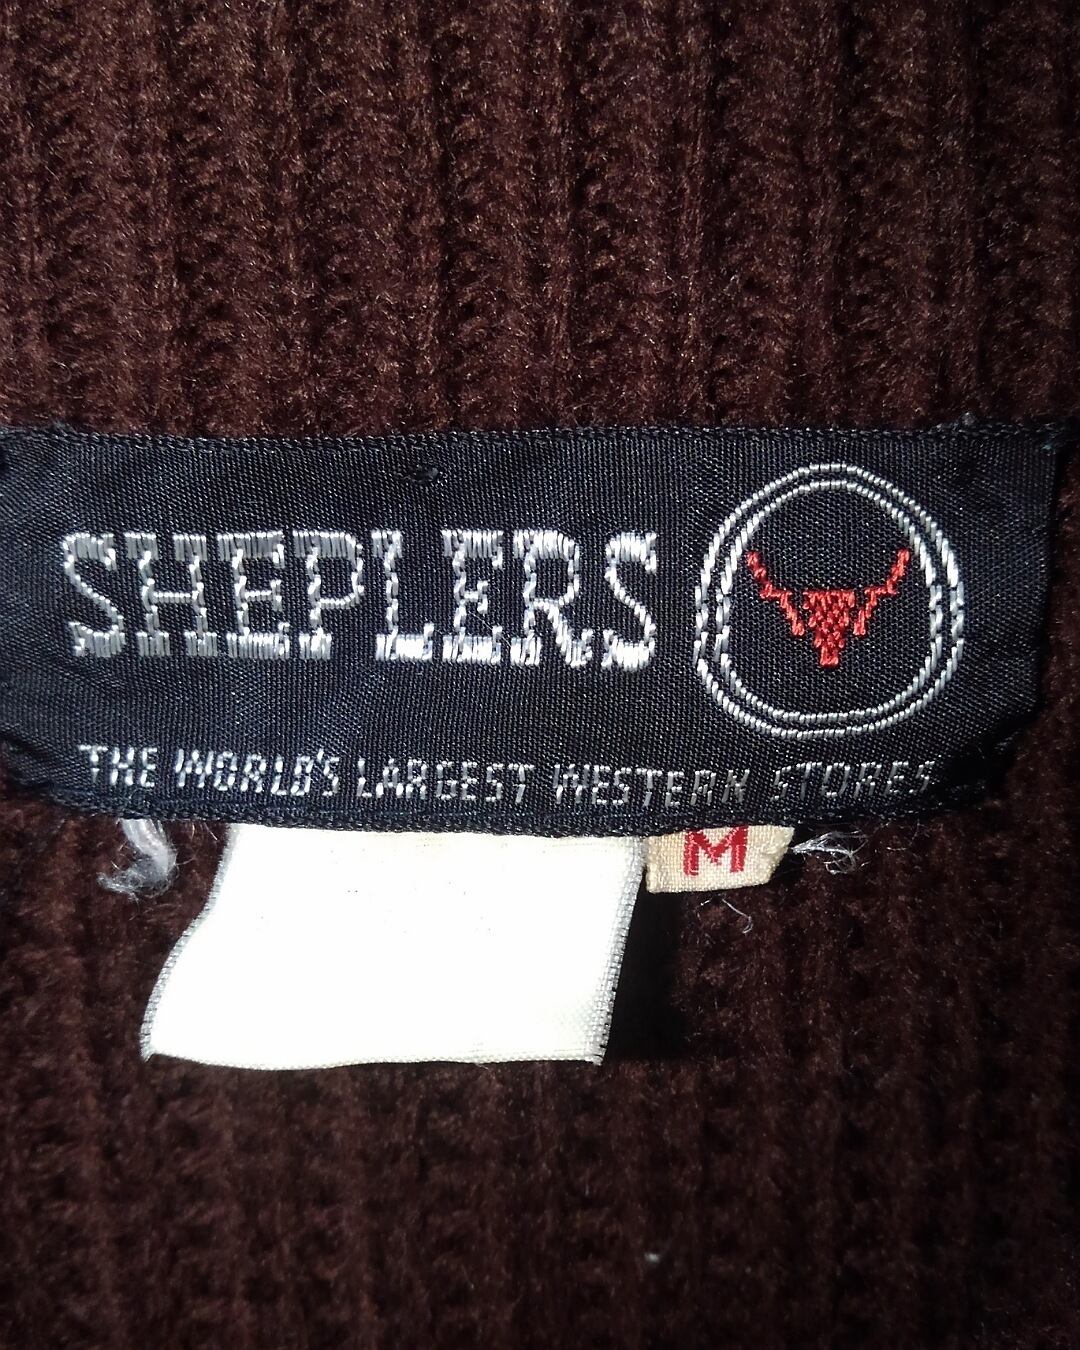 SHEPLERS
THE WORLD'S LARGEST WESTERN STORES
M